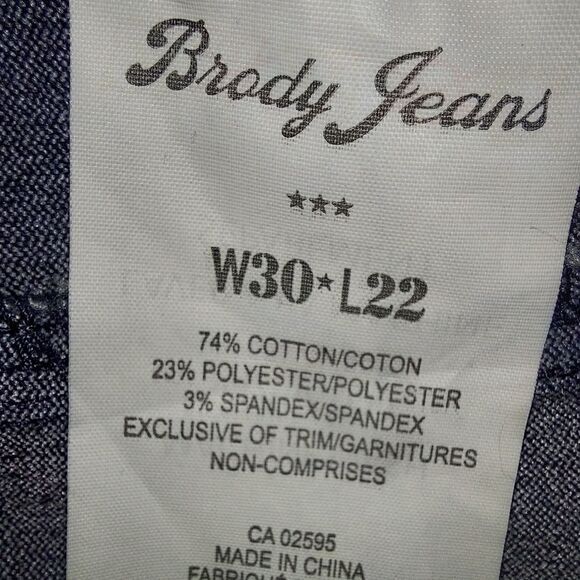 Brody Jeans
★★★
W30★L22
74% COTTON/COTON
23% POLYESTER/POLYESTER
3% SPANDEX/SPANDEX
EXCLUSIVE OF TRIM/GARNITURES
NON-COMPRISES
CA 02595
MADE IN CHINA
FABRIQUÉ